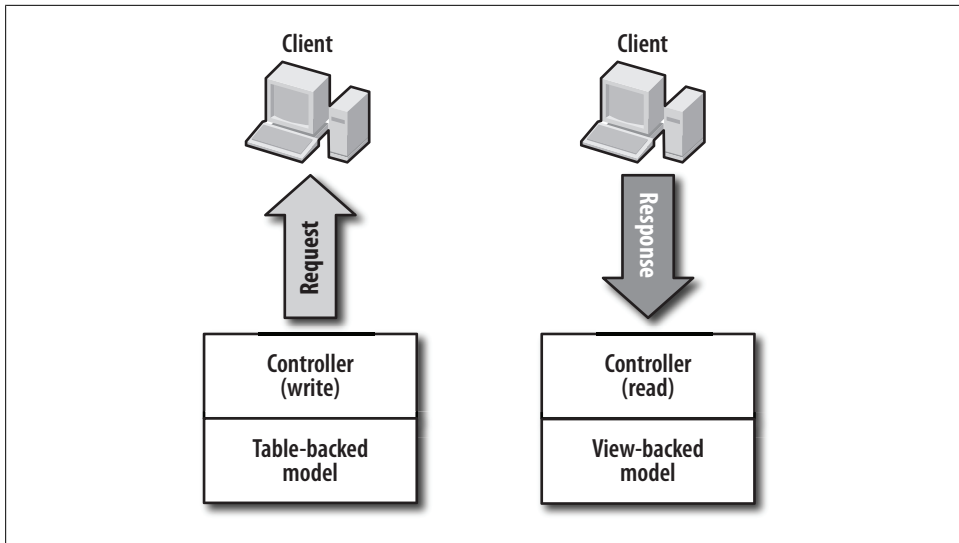 Client
Client
Request
Response
Controller
(write)
Controller
(read)
Table-backed
model
View-backed
model